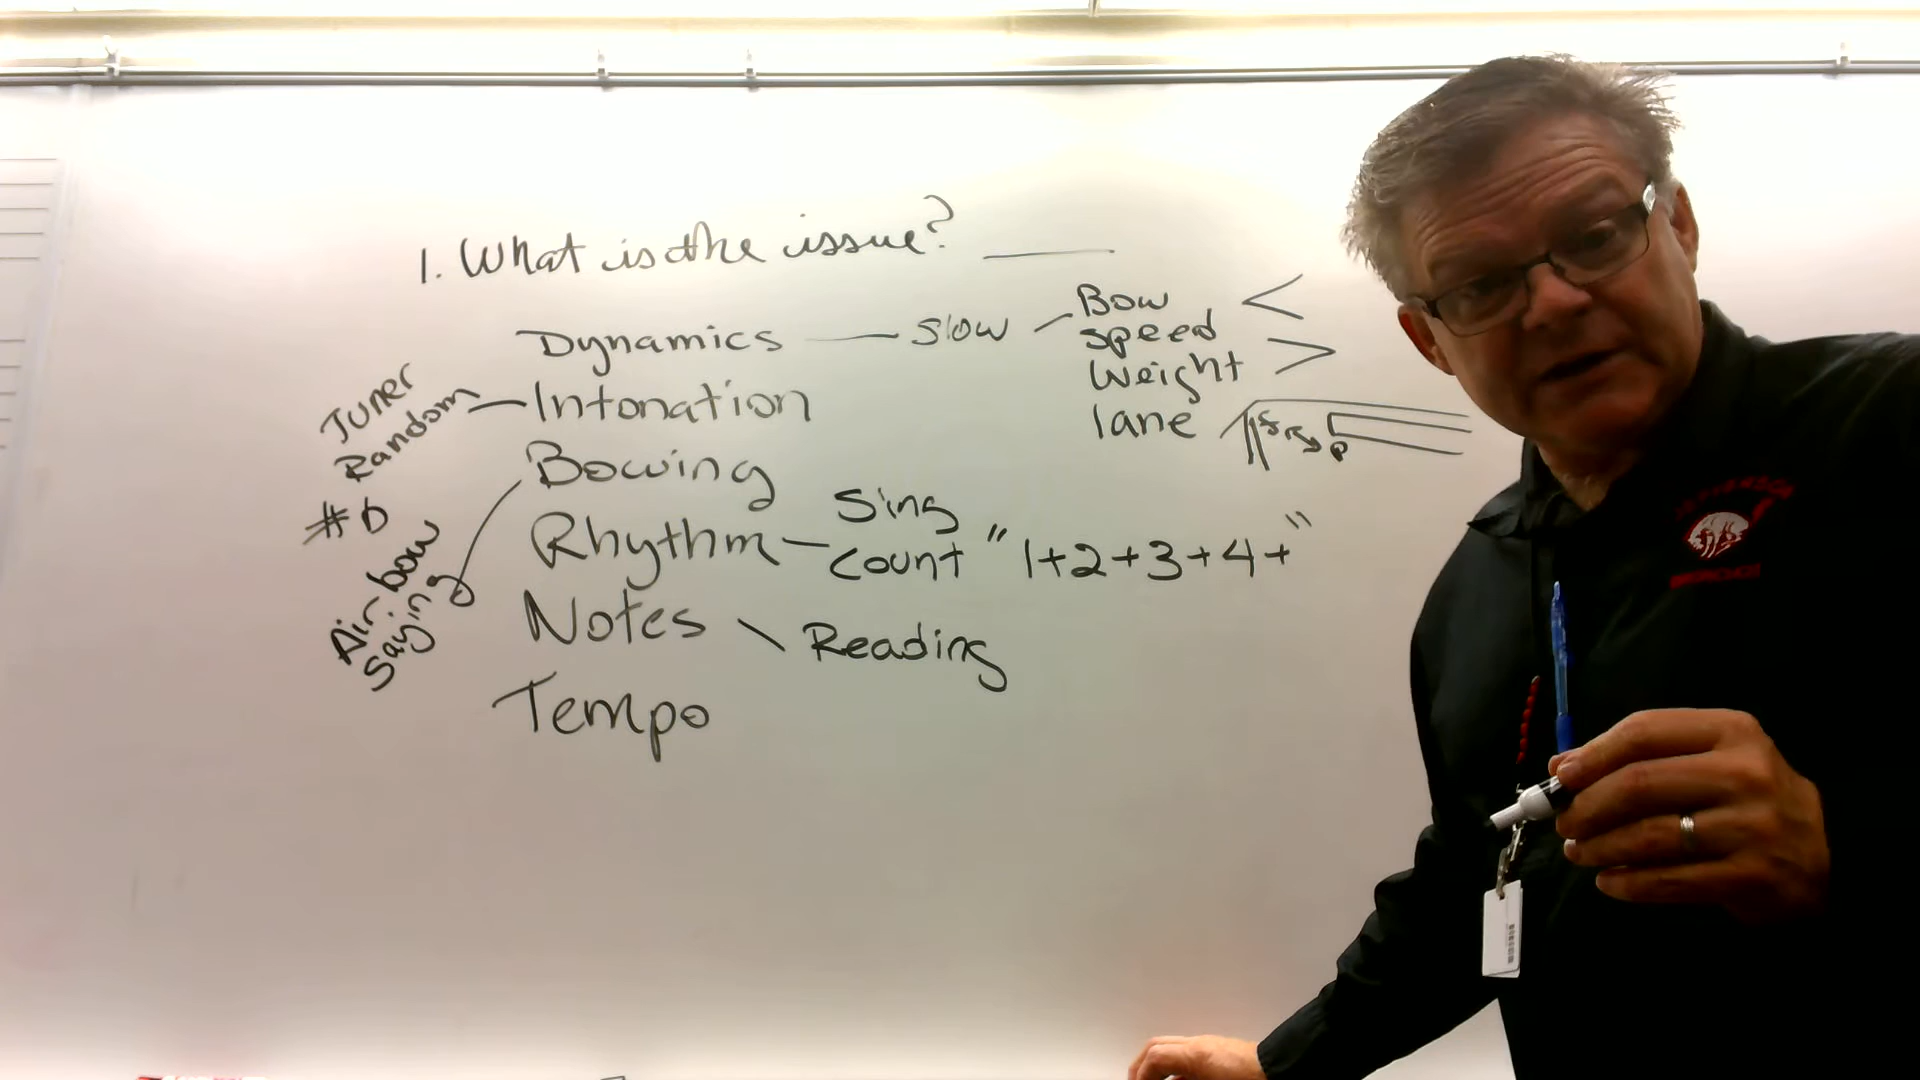 1. What is the issue?
Dynamics — slow — Bow
speed
weight
lane
Tuner
Random — Intonation
# b
Bowing
Air-bow
saying
Rhythm — Sing
count "1+2+3+4+"
Notes \ Reading
Tempo